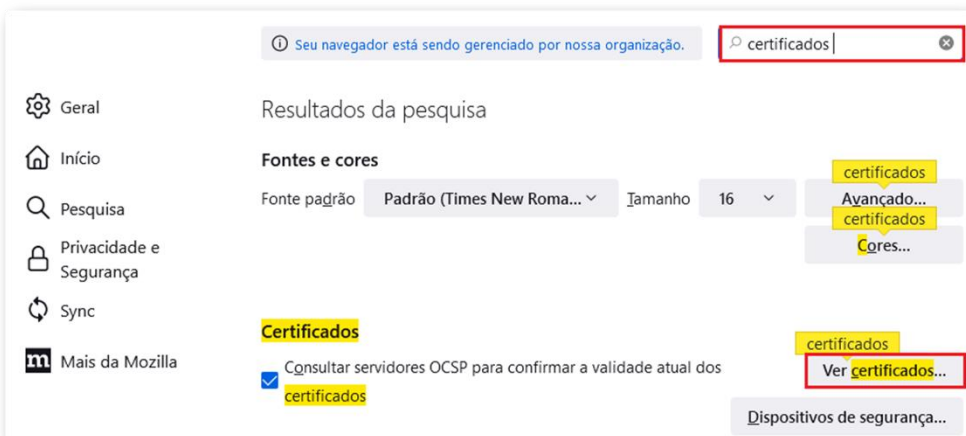 Seu navegador está sendo gerenciado por nossa organização.
certificados
Geral
Início
Pesquisa
Privacidade e
Segurança
Sync
Mais da Mozilla
Resultados da pesquisa
Fontes e cores
Fonte padrão Padrão (Times New Roma... Tamanho 16
certificados
Avançado...
certificados
Cores...
Certificados
Consultar servidores OCSP para confirmar a validade atual dos
certificados
certificados
Ver certificados...
Dispositivos de segurança...